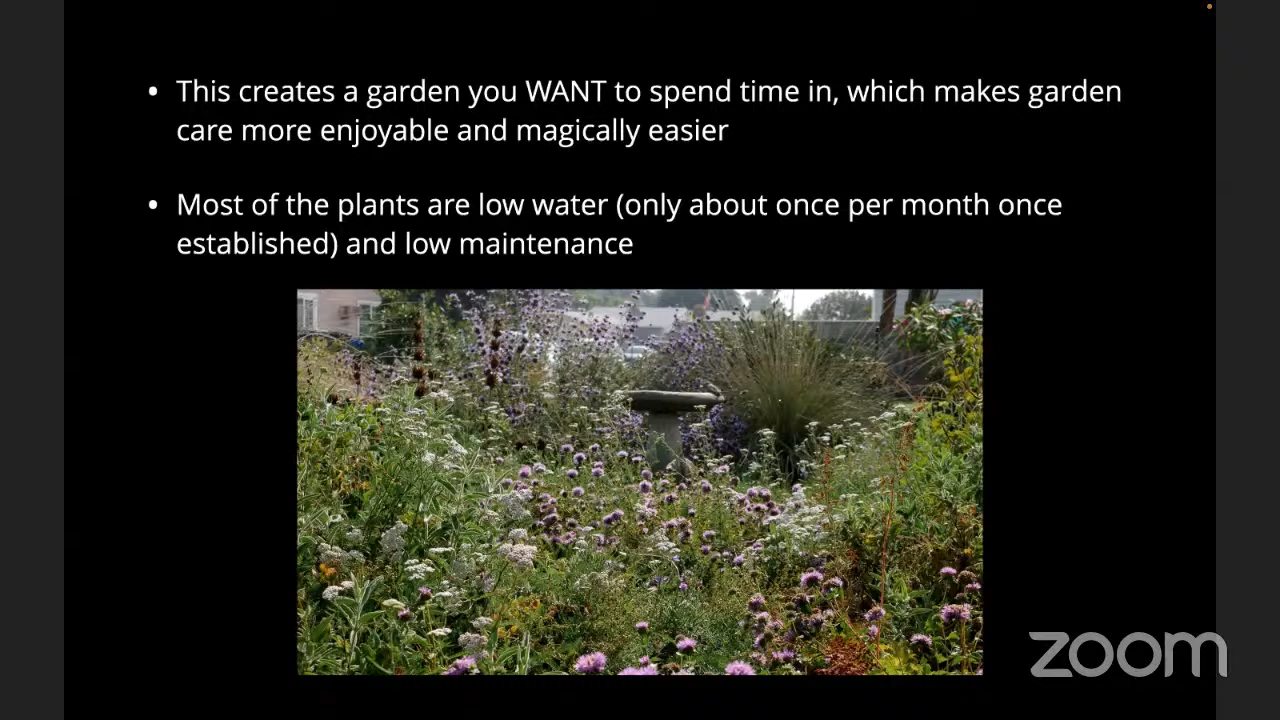 • This creates a garden you WANT to spend time in, which makes garden
care more enjoyable and magically easier
• Most of the plants are low water (only about once per month once
established) and low maintenance
zoom